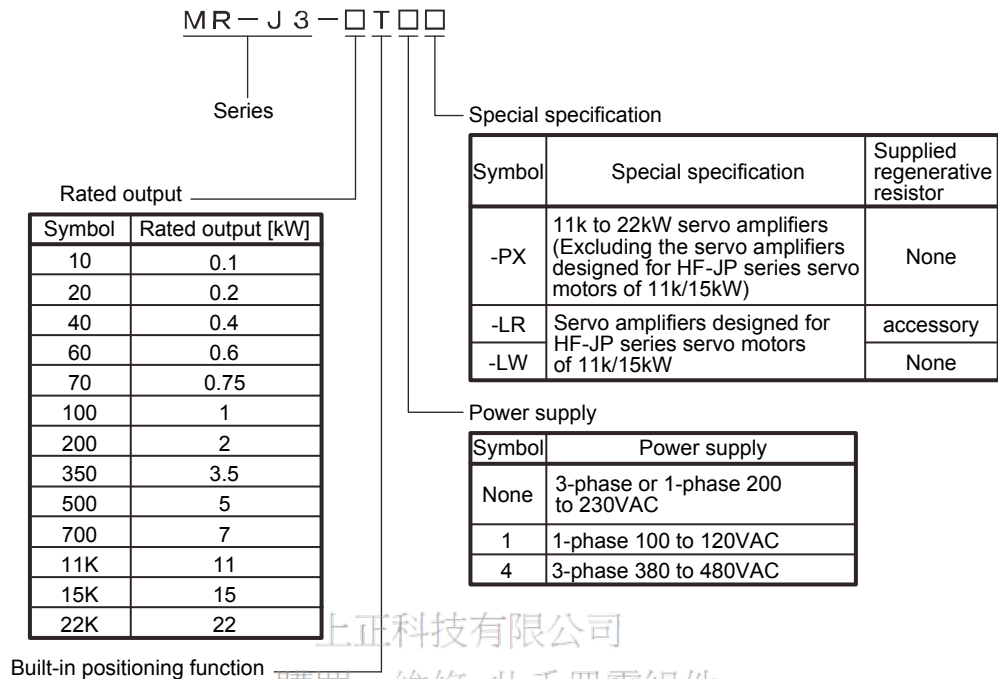 MR-J3-□T□□
Series
Special specification
Symbol Special specification Supplied regenerative resistor
-PX 11k to 22kW servo amplifiers (Excluding the servo amplifiers designed for HF-JP series servo motors of 11k/15kW) None
-LR Servo amplifiers designed for HF-JP series servo motors of 11k/15kW accessory
-LW None
Rated output
Symbol Rated output [kW]
10 0.1
20 0.2
40 0.4
60 0.6
70 0.75
100 1
200 2
350 3.5
500 5
700 7
11K 11
15K 15
22K 22
Power supply
Symbol Power supply
None 3-phase or 1-phase 200 to 230VAC
1 1-phase 100 to 120VAC
4 3-phase 380 to 480VAC
上正科技有限公司
Built-in positioning function